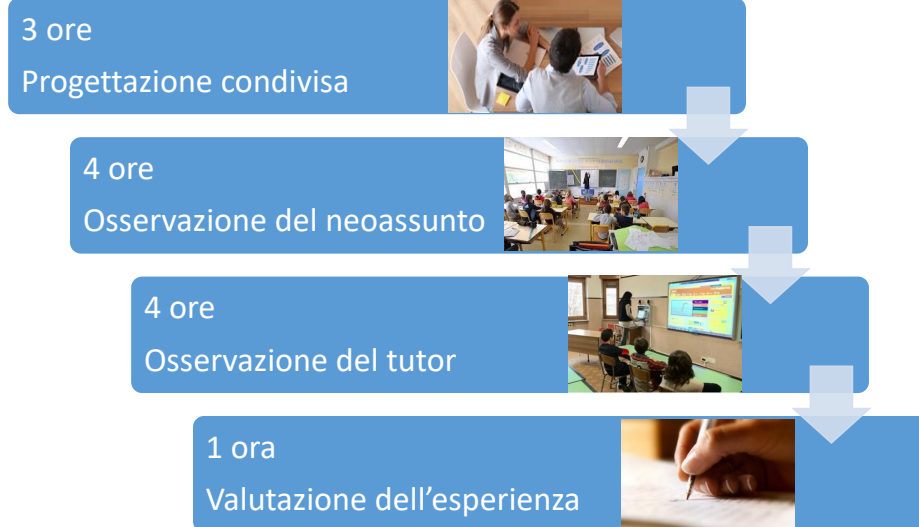 3 ore
Progettazione condivisa
4 ore
Osservazione del neoassunto
4 ore
Osservazione del tutor
1 ora
Valutazione dell’esperienza